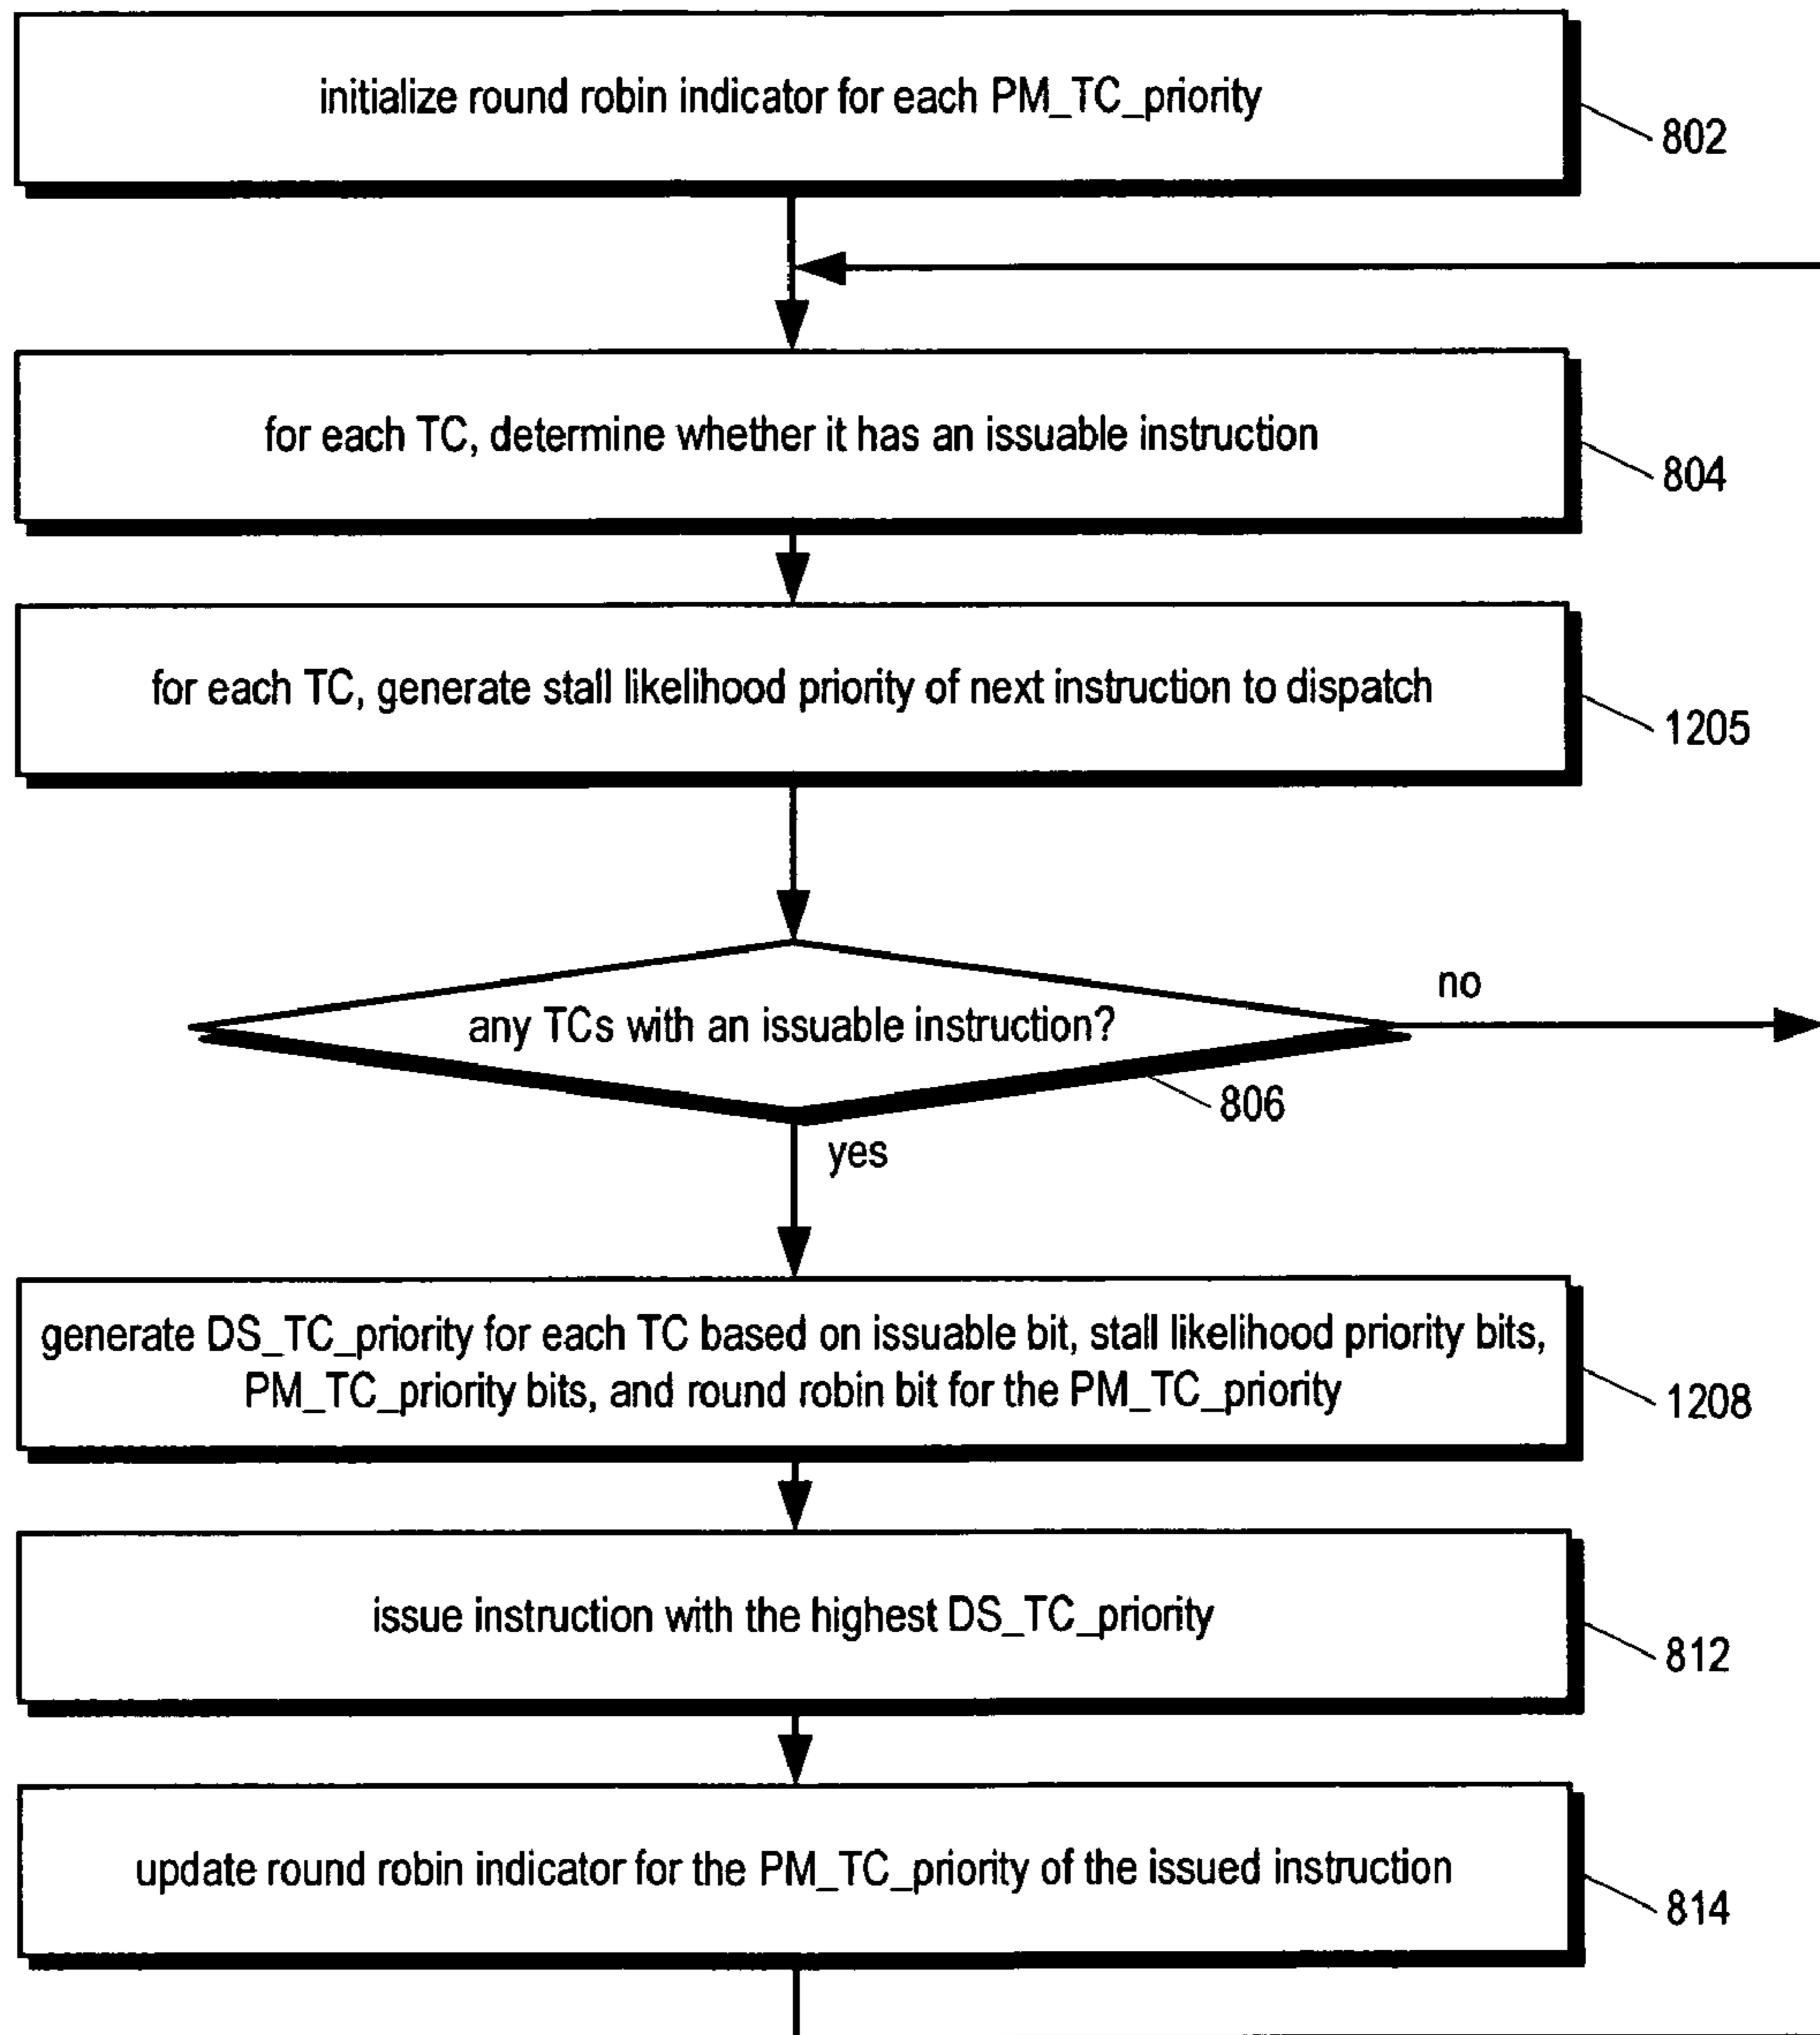 initialize round robin indicator for each PM_TC_priority
802
for each TC, determine whether it has an issuable instruction
804
for each TC, generate stall likelihood priority of next instruction to dispatch
1205
no
any TCs with an issuable instruction?
806
yes
generate DS_TC_priority for each TC based on issuable bit, stall likelihood priority bits,
PM_TC_priority bits, and round robin bit for the PM_TC_priority
1208
issue instruction with the highest DS_TC_priority
812
update round robin indicator for the PM_TC_priority of the issued instruction
814